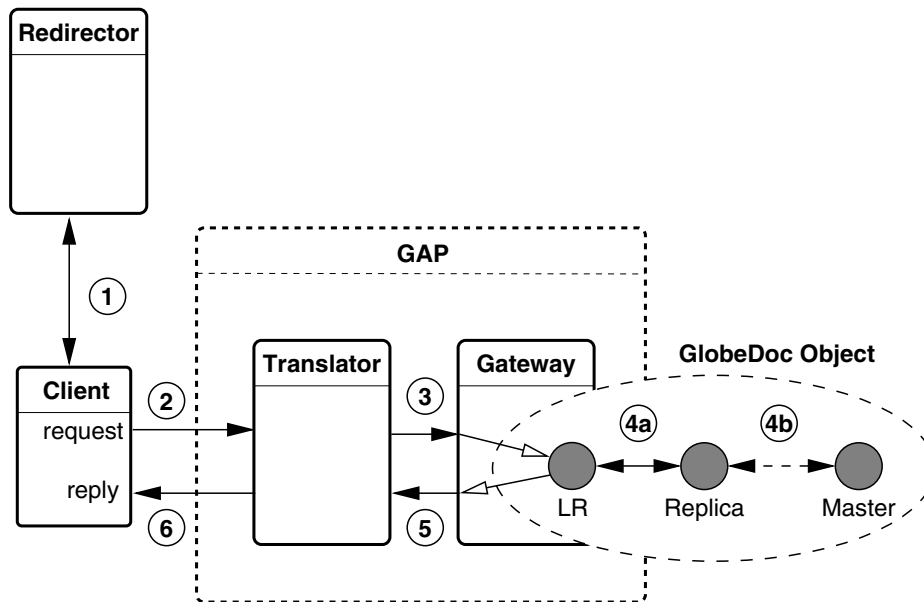 Redirector
1
GAP
Translator
Gateway
GlobeDoc Object
Client
request
reply
2
3
4a
4b
LR
Replica
Master
6
5